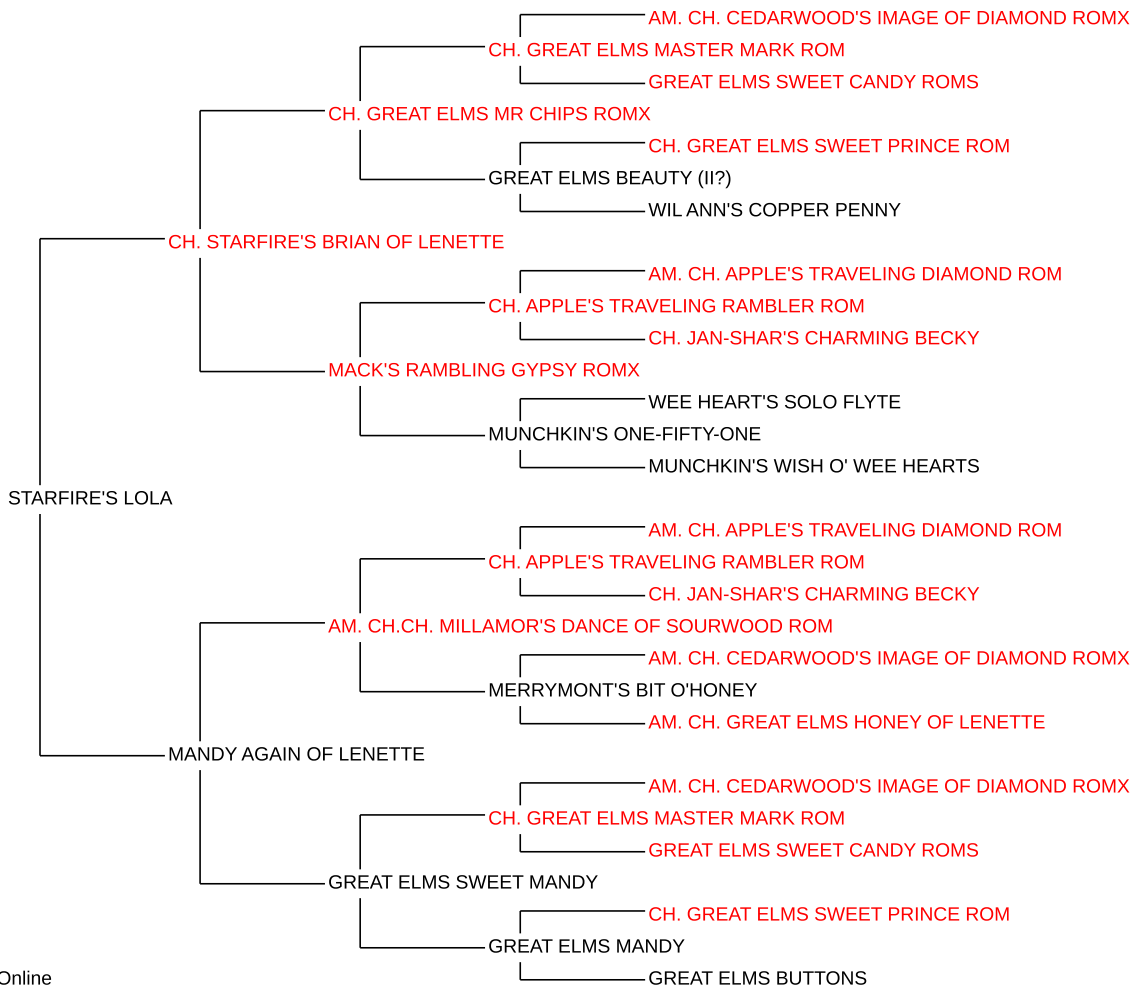 AM. CH. CEDARWOOD'S IMAGE OF DIAMOND ROMX
CH. GREAT ELMS MASTER MARK ROM
GREAT ELMS SWEET CANDY ROMS
CH. GREAT ELMS MR CHIPS ROMX
CH. GREAT ELMS SWEET PRINCE ROM
GREAT ELMS BEAUTY (II?)
WIL ANN'S COPPER PENNY
CH. STARFIRE'S BRIAN OF LENETTE
AM. CH. APPLE'S TRAVELING DIAMOND ROM
CH. APPLE'S TRAVELING RAMBLER ROM
CH. JAN-SHAR'S CHARMING BECKY
MACK'S RAMBLING GYPSY ROMX
WEE HEART'S SOLO FLYTE
MUNCHKIN'S ONE-FIFTY-ONE
MUNCHKIN'S WISH O' WEE HEARTS
STARFIRE'S LOLA
AM. CH. APPLE'S TRAVELING DIAMOND ROM
CH. APPLE'S TRAVELING RAMBLER ROM
CH. JAN-SHAR'S CHARMING BECKY
AM. CH.CH. MILLAMOR'S DANCE OF SOURWOOD ROM
AM. CH. CEDARWOOD'S IMAGE OF DIAMOND ROMX
MERRYMONT'S BIT O'HONEY
AM. CH. GREAT ELMS HONEY OF LENETTE
MANDY AGAIN OF LENETTE
AM. CH. CEDARWOOD'S IMAGE OF DIAMOND ROMX
CH. GREAT ELMS MASTER MARK ROM
GREAT ELMS SWEET CANDY ROMS
GREAT ELMS SWEET MANDY
CH. GREAT ELMS SWEET PRINCE ROM
GREAT ELMS MANDY
GREAT ELMS BUTTONS
Online